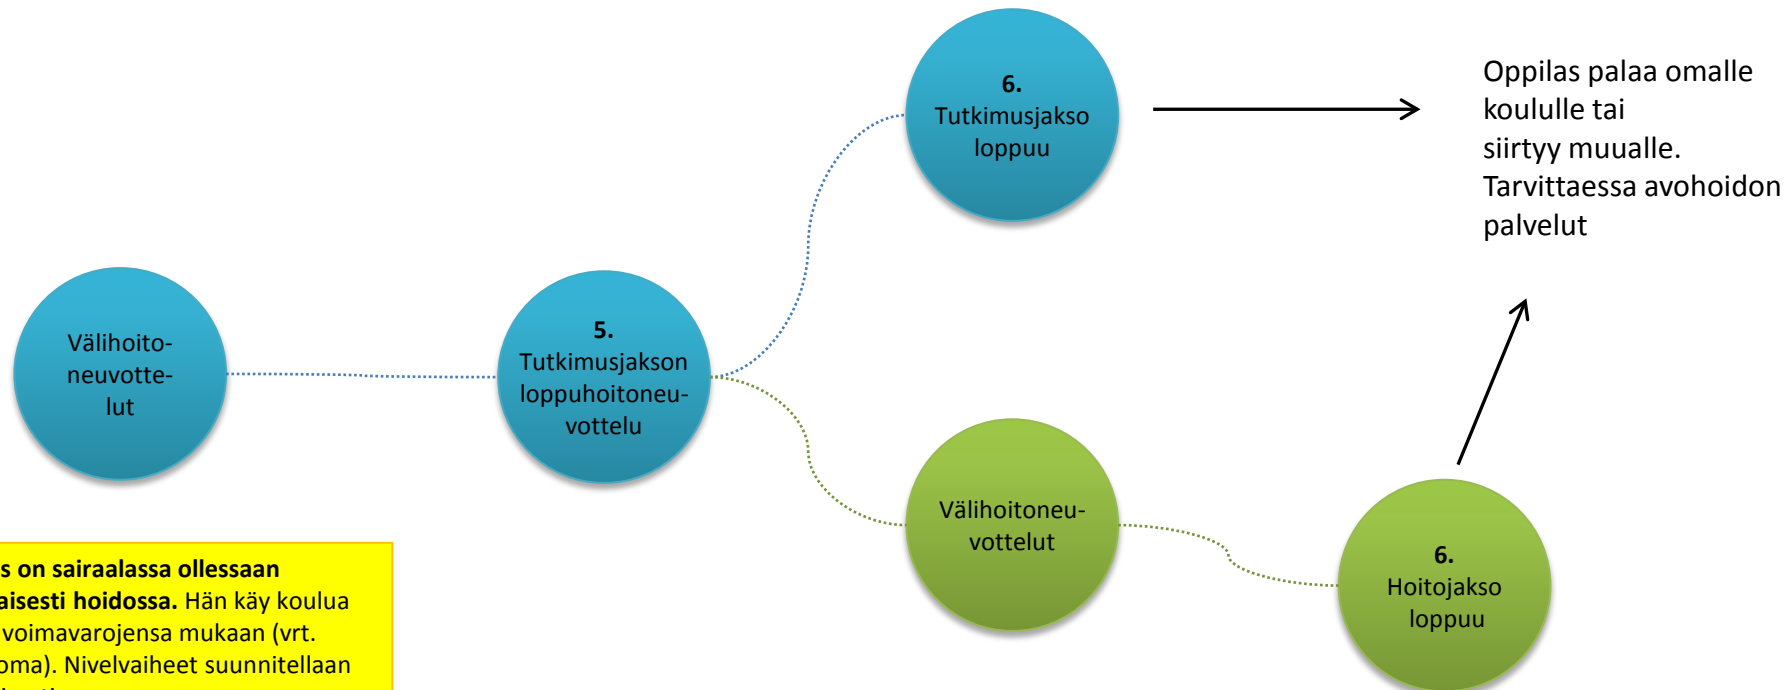 6.
Tutkimusjakso
loppuu
Oppilas palaa omalle
koululle tai
siirtyy muualle.
Tarvittaessa avohoidon
palvelut
Välihoito-
neuvotte-
lut
5.
Tutkimusjakson
loppuhoitoneu-
vottelu
Välihoitoneu-
vottelut
6.
Hoitojakso
loppuu
s on sairaalassa ollessaan
aisesti hoidossa. Hän käy koulua
voimavarojensa mukaan (vrt.
oma). Nivelvaiheet suunnitellaan